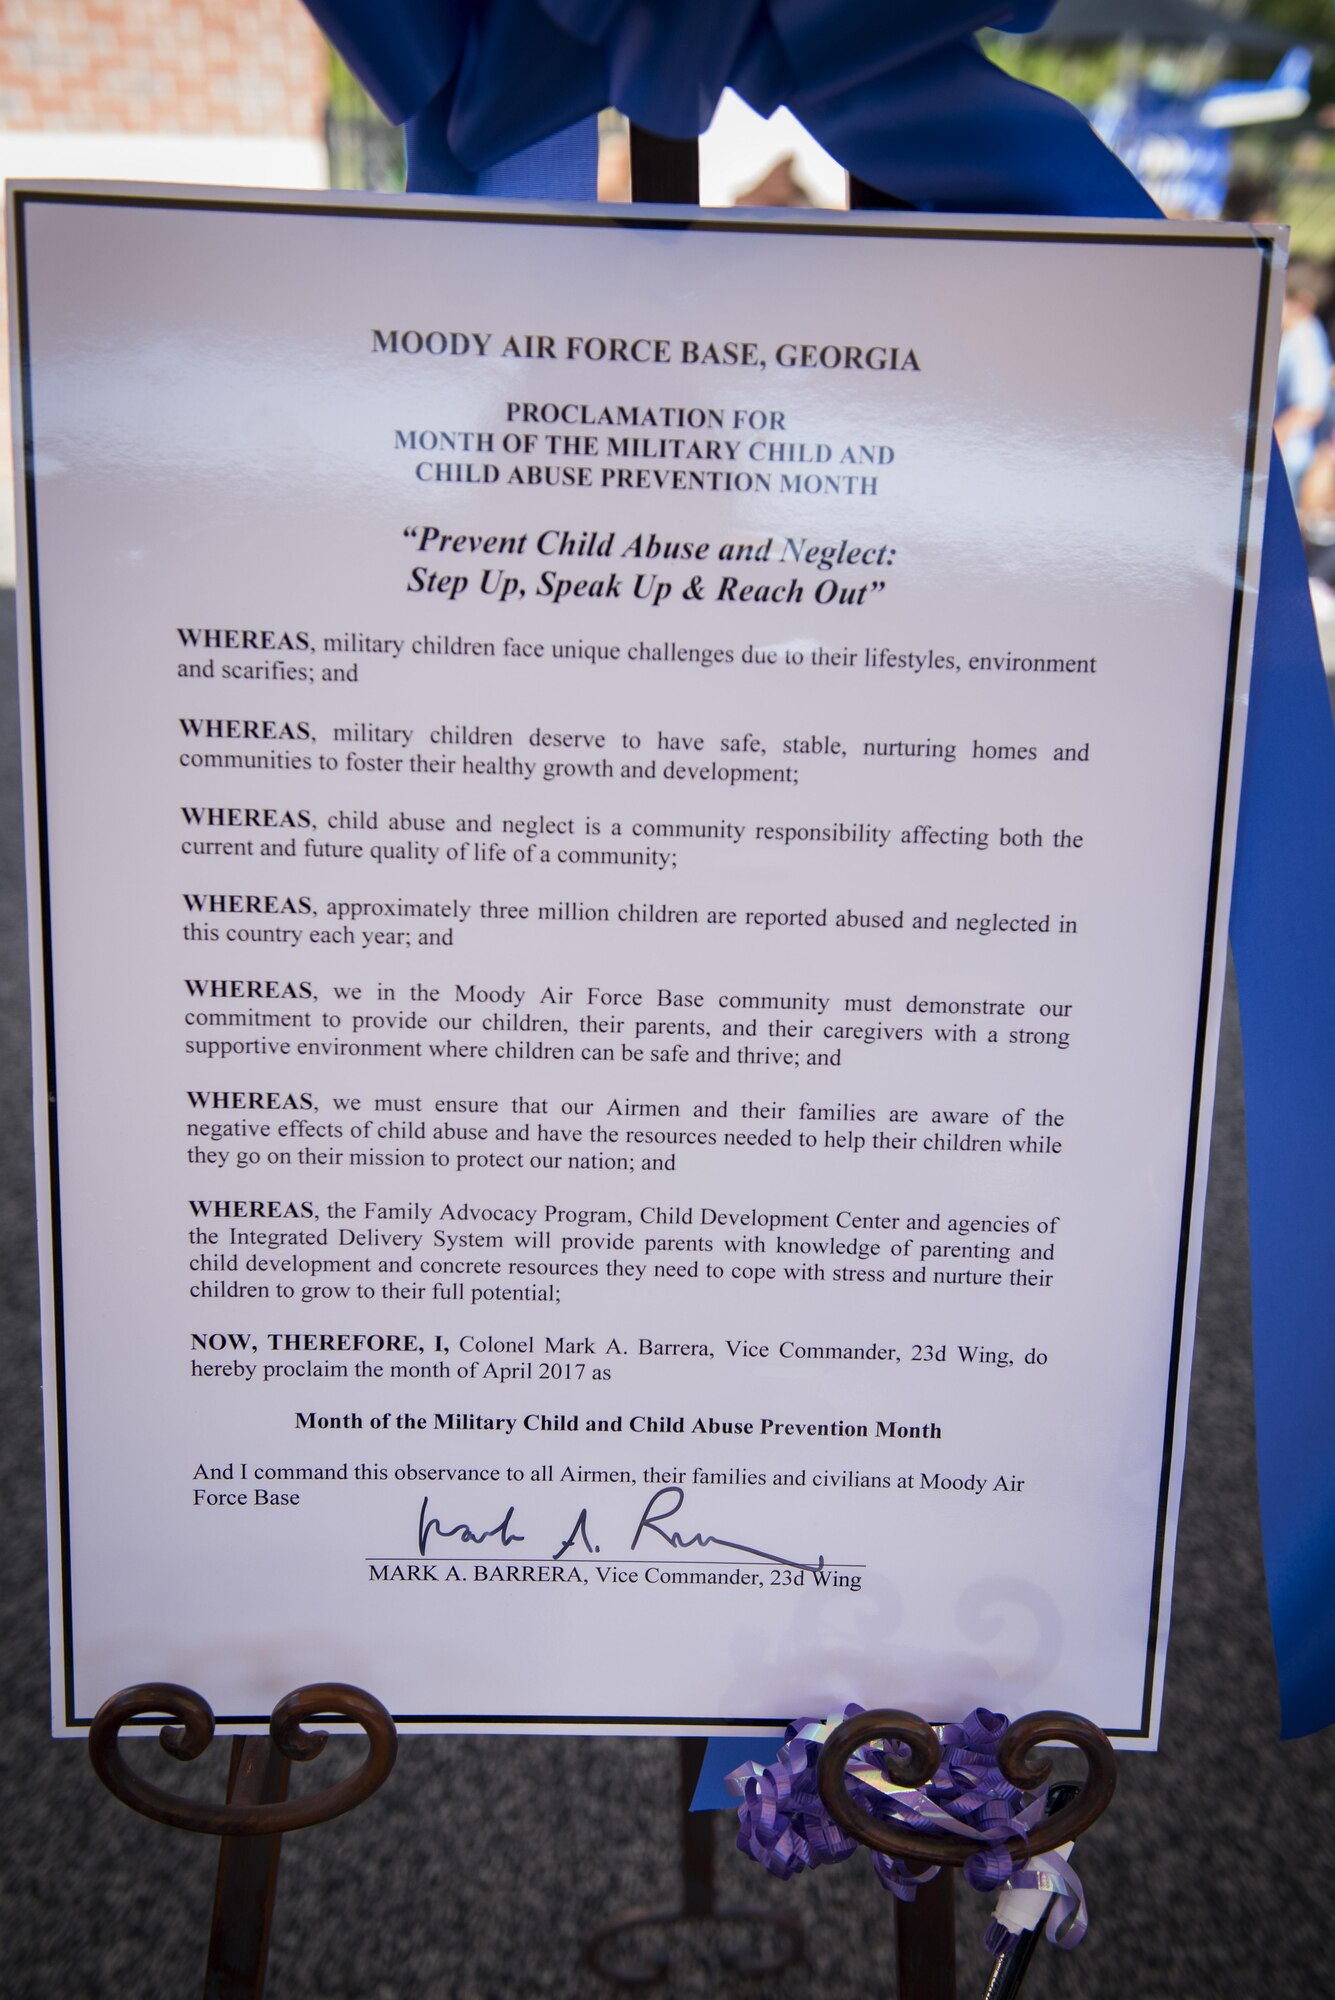 MOODY AIR FORCE BASE, GEORGIA
PROCLAMATION FOR
MONTH OF THE MILITARY CHILD AND
CHILD ABUSE PREVENTION MONTH
“Prevent Child Abuse and Neglect:
Step Up, Speak Up & Reach Out”
WHEREAS, military children face unique challenges due to their lifestyles, environment
and scarifies; and
WHEREAS, military children deserve to have safe, stable, nurturing homes and
communities to foster their healthy growth and development;
WHEREAS, child abuse and neglect is a community responsibility affecting both the
current and future quality of life of a community;
WHEREAS, approximately three million children are reported abused and neglected in
this country each year; and
WHEREAS, we in the Moody Air Force Base community must demonstrate our
commitment to provide our children, their parents, and their caregivers with a strong
supportive environment where children can be safe and thrive; and
WHEREAS, we must ensure that our Airmen and their families are aware of the
negative effects of child abuse and have the resources needed to help their children while
they go on their mission to protect our nation; and
WHEREAS, the Family Advocacy Program, Child Development Center and agencies of
the Integrated Delivery System will provide parents with knowledge of parenting and
child development and concrete resources they need to cope with stress and nurture their
children to grow to their full potential;
NOW, THEREFORE, I, Colonel Mark A. Barrera, Vice Commander, 23d Wing, do
hereby proclaim the month of April 2017 as
Month of the Military Child and Child Abuse Prevention Month
And I command this observance to all Airmen, their families and civilians at Moody Air
Force Base
Mark A.
MARK A. BARRERA, Vice Commander, 23d Wing